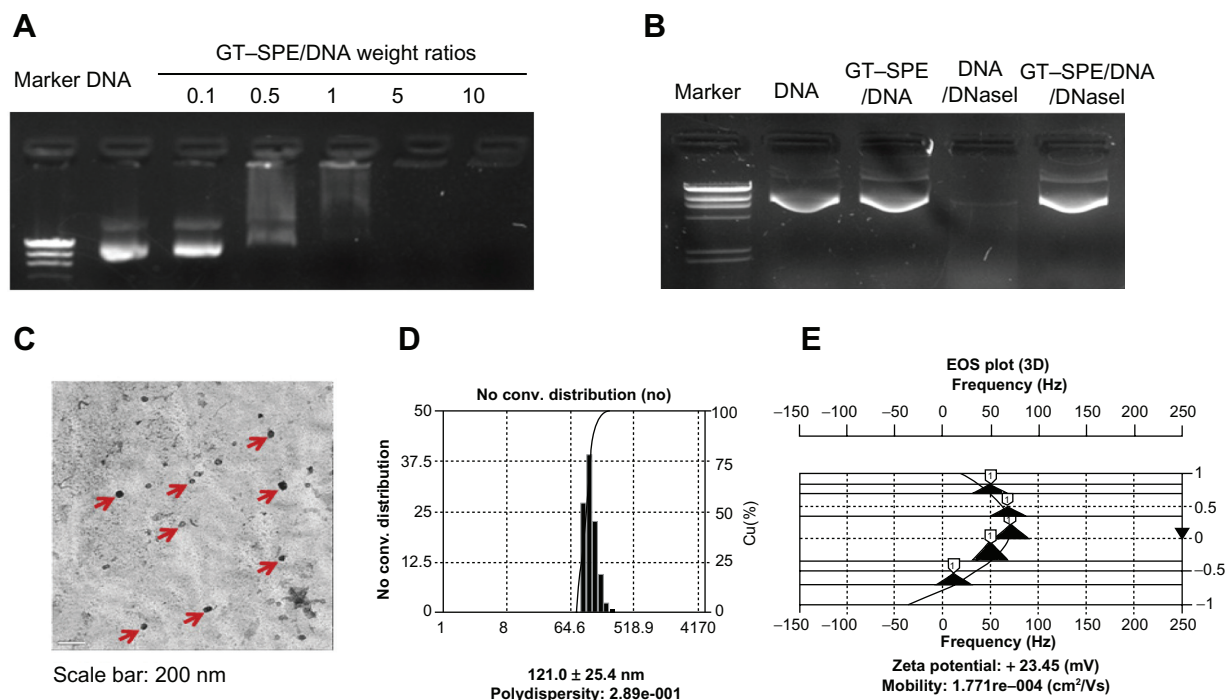 A
GT–SPE/DNA weight ratios
Marker DNA
0.1 0.5 1 5 10
B
Marker DNA GT–SPE /DNA DNA /DNaseI GT–SPE/DNA /DNaseI
C
Scale bar: 200 nm
D
No conv. distribution (no)
No conv. distribution
50
37.5
25
12.5
0
100
75
50
25
0
Cu(%)
1 8 64.6 518.9 4170
121.0 ± 25.4 nm
Polydispersity: 2.89e-001
E
EOS plot (3D)
Frequency (Hz)
–150 –100 –50 0 50 100 150 200 250
1
1
1
1
1
1
0.5
0
–0.5
–1
–150 –100 –50 0 50 100 150 200 250
Frequency (Hz)
Zeta potential: + 23.45 (mV)
Mobility: 1.771re–004 (cm²/Vs)